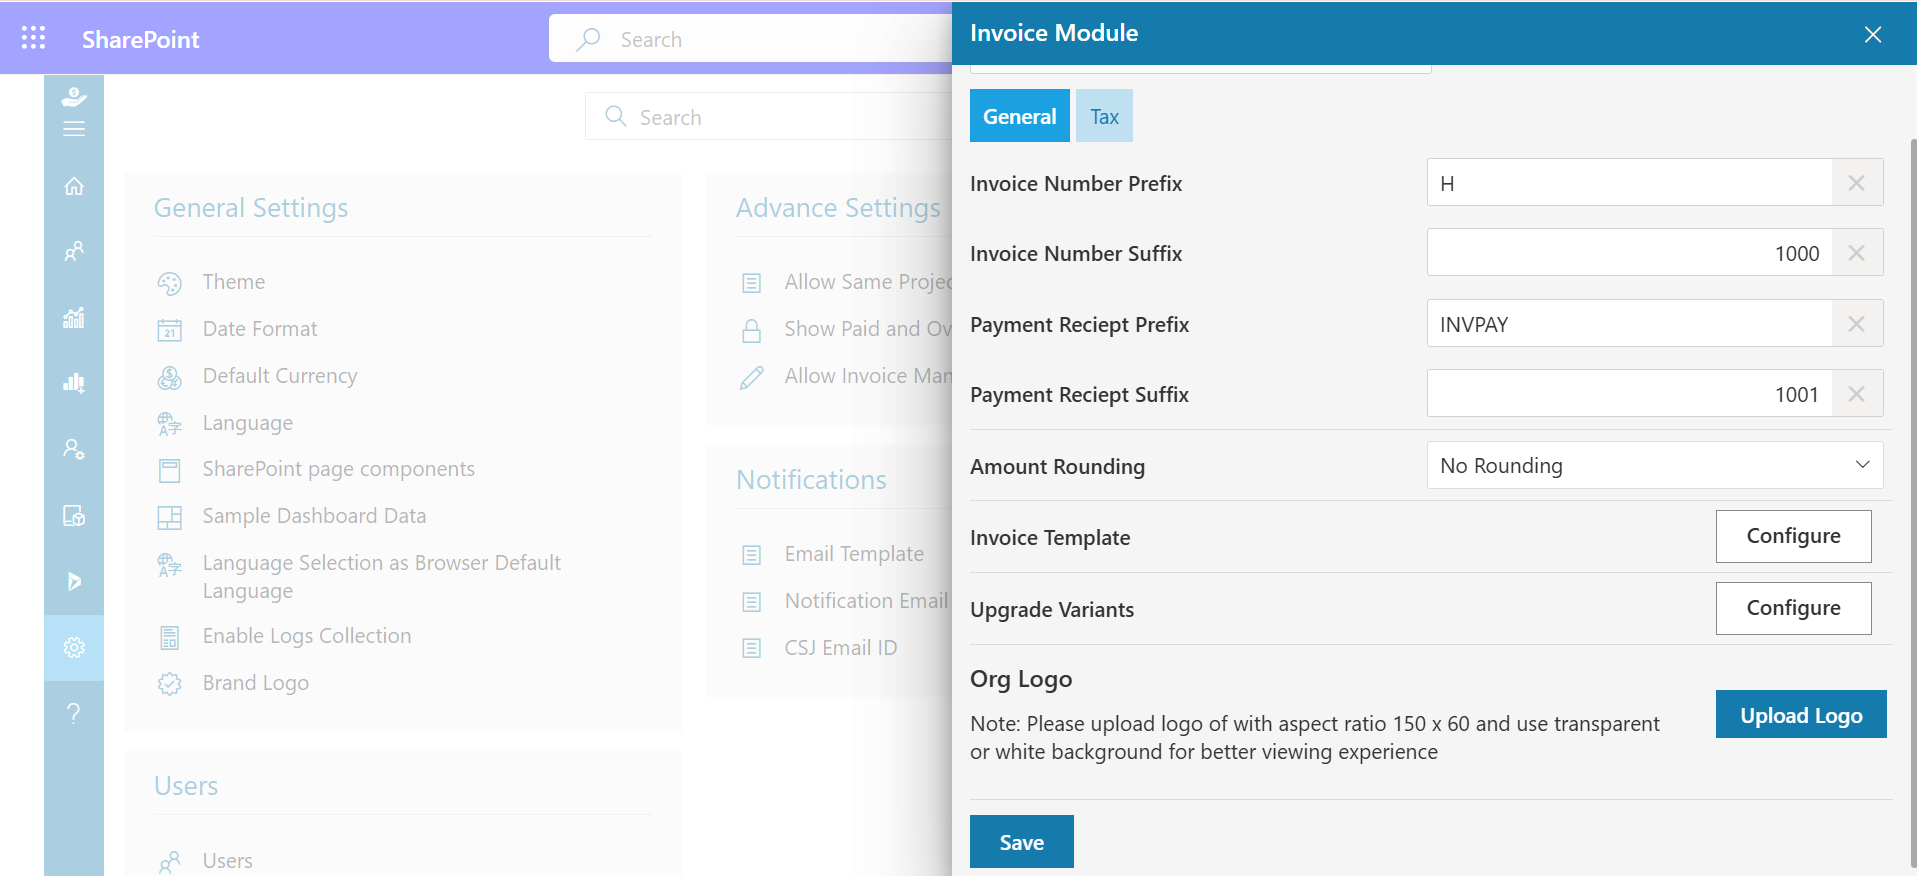 SharePoint
Search
Search
General Settings
Theme
21
Date Format
Default Currency
Language
SharePoint page components
Sample Dashboard Data
Language Selection as Browser Default
Language
Enable Logs Collection
Brand Logo
Users
Users
Advance Settings
Allow Same Projec
Show Paid and Ov
Allow Invoice Man
Notifications
Email Template
Notification Email
CSJ Email ID
Invoice Module
General
Tax
Invoice Number Prefix
H
Invoice Number Suffix
1000
Payment Reciept Prefix
INVPAY
Payment Reciept Suffix
1001
Amount Rounding
No Rounding
Invoice Template
Configure
Upgrade Variants
Configure
Org Logo
Note: Please upload logo of with aspect ratio 150 x 60 and use transparent
or white background for better viewing experience
Upload Logo
Save